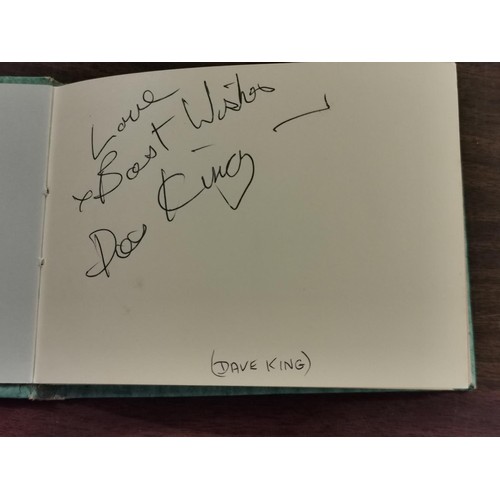 Love
+ Best Wishes
Dave King
(DAVE KING)